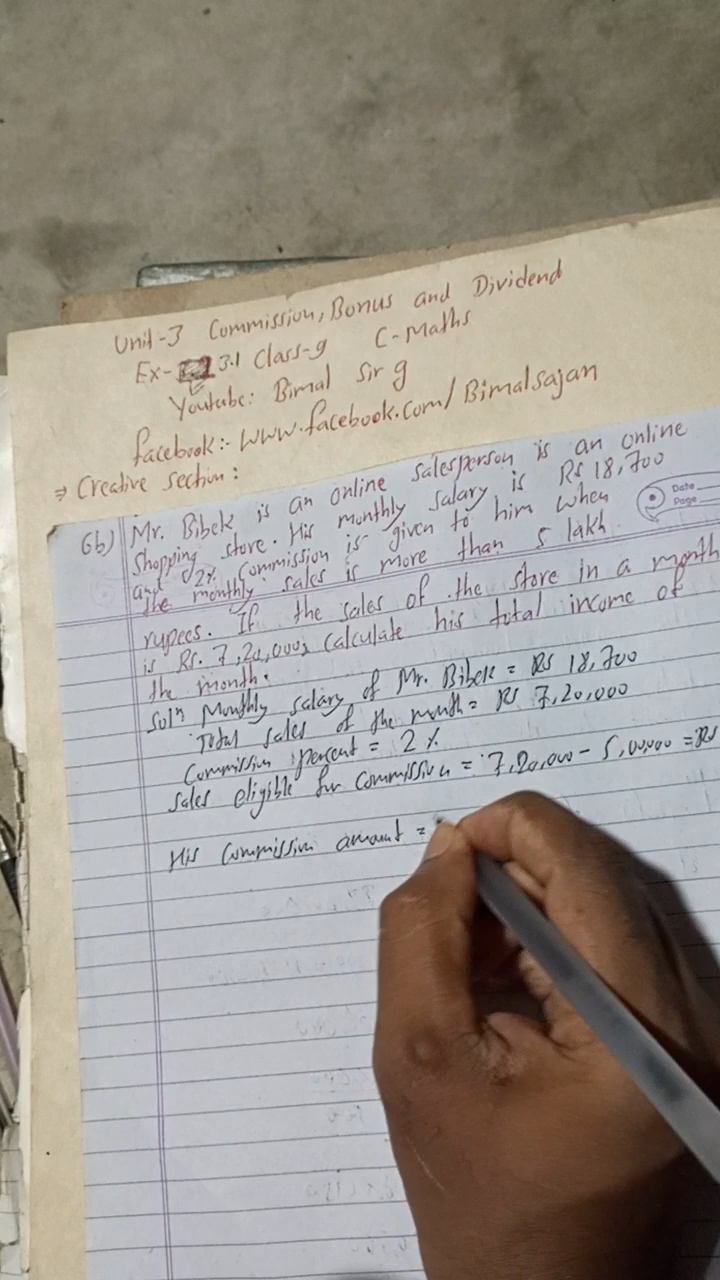 Unit-3 Commission, Bonus and Dividend
Ex- 3.1 Class-9 C-Maths
Youtube: Bimal Sir g
facebook:- www.facebook.com/Bimalsajan
⇒ Creative section:
6b) Mr. Bibek is an online salesperson is an online
shopping store. His monthly salary is Rs 18,700
and 2% commission is given to him when
the monthly sales is more than 5 lakh
rupees. If the sales of the store in a month
is Rs. 7,20,000, calculate his total income of
the month.
Date
Page
Solⁿ Monthly salary of Mr. Bibek = Rs 18,700
Total sales of the month = Rs 7,20,000
Commission percent = 2 %
Sales eligible for commission = 7,20,000 - 5,00,000 = Rs
His Commission amount =